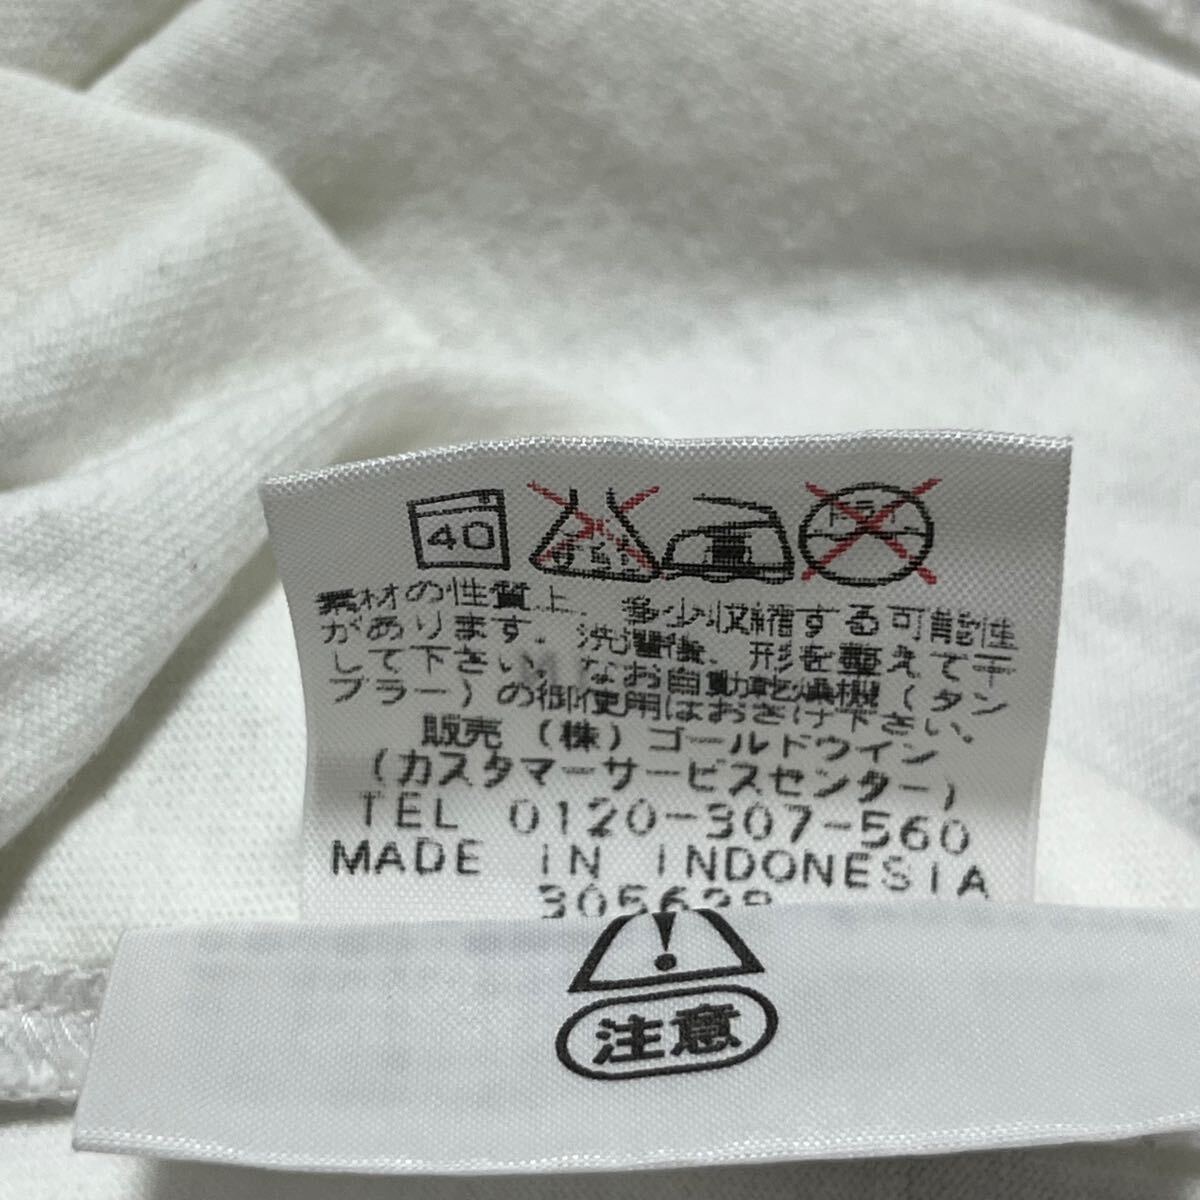 40
ドライ
素材の性質上、多少収縮する可能性
があります。洗濯後、形を整えて干
して下さい。なお自動乾燥機(タン
ブラー)の御使用はおさけ下さい。
販売 (株)ゴールドウイン
(カスタマーサービスセンター)
TEL 0120-307-560
MADE IN INDONESIA
305629
注意